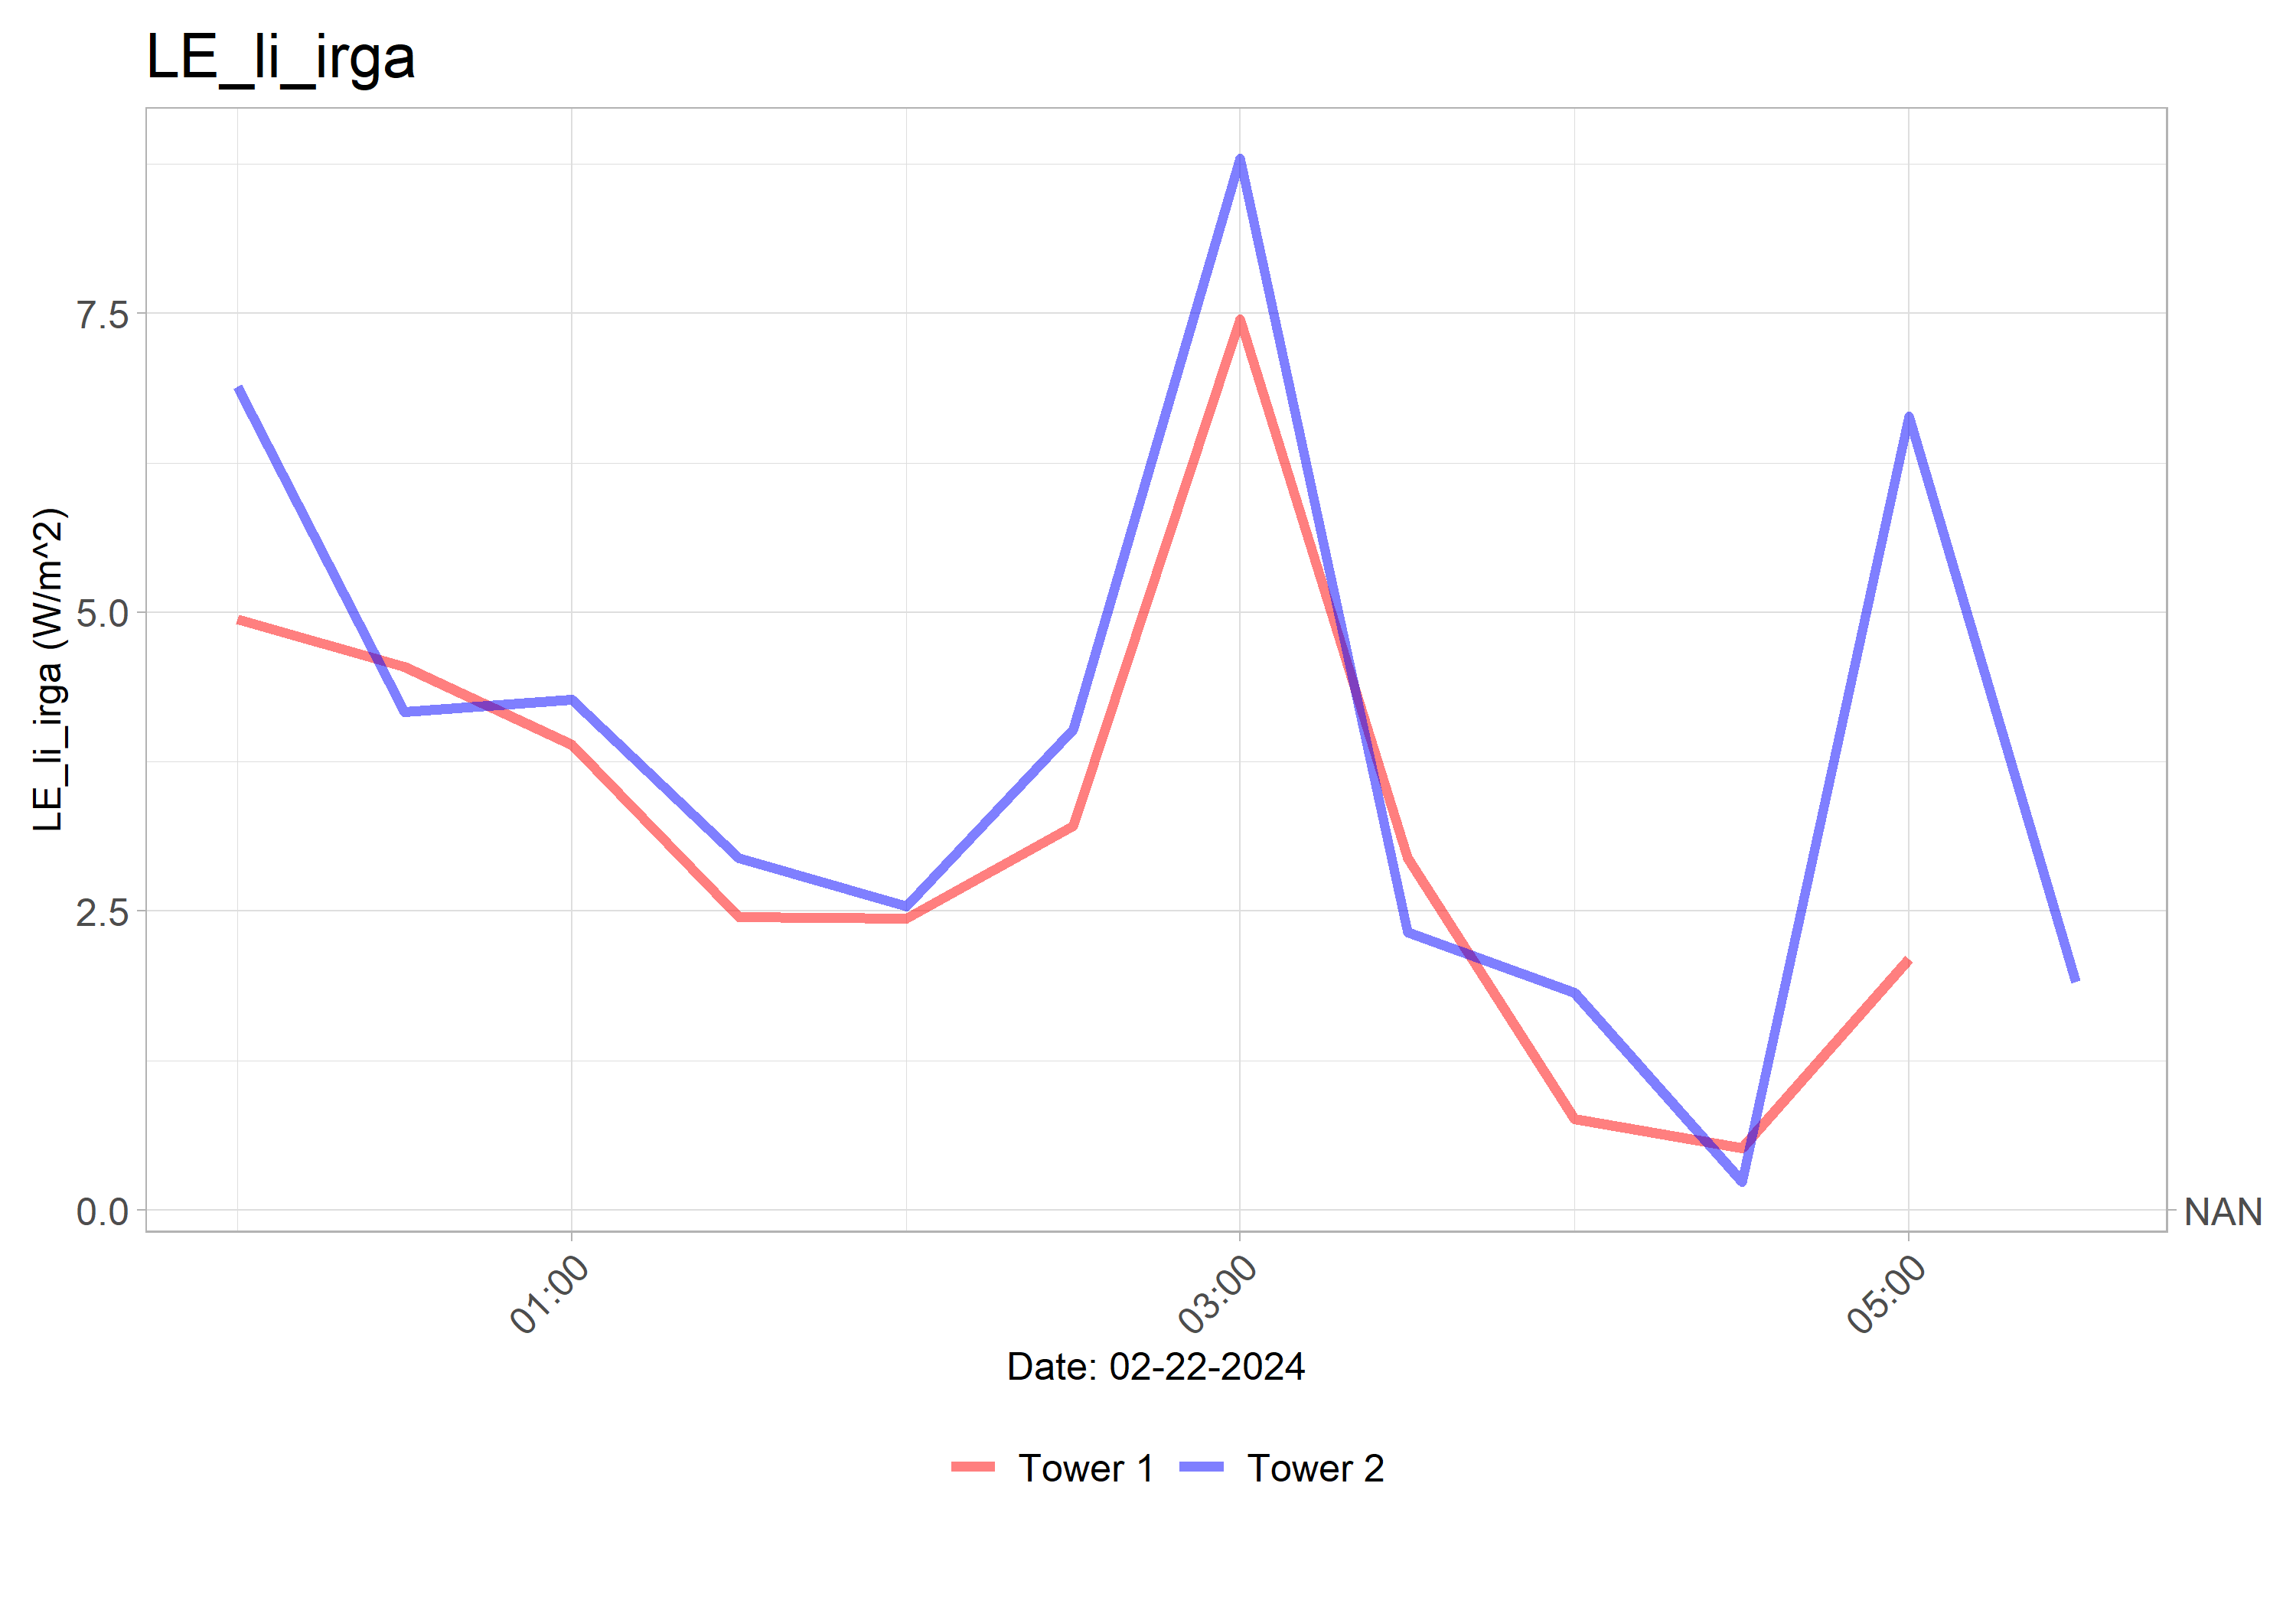 LE_li_irga
LE_li_irga (W/m^2)
7.5
5.0
2.5
0.0
NAN
01:00
03:00
05:00
Date: 02-22-2024
Tower 1
Tower 2